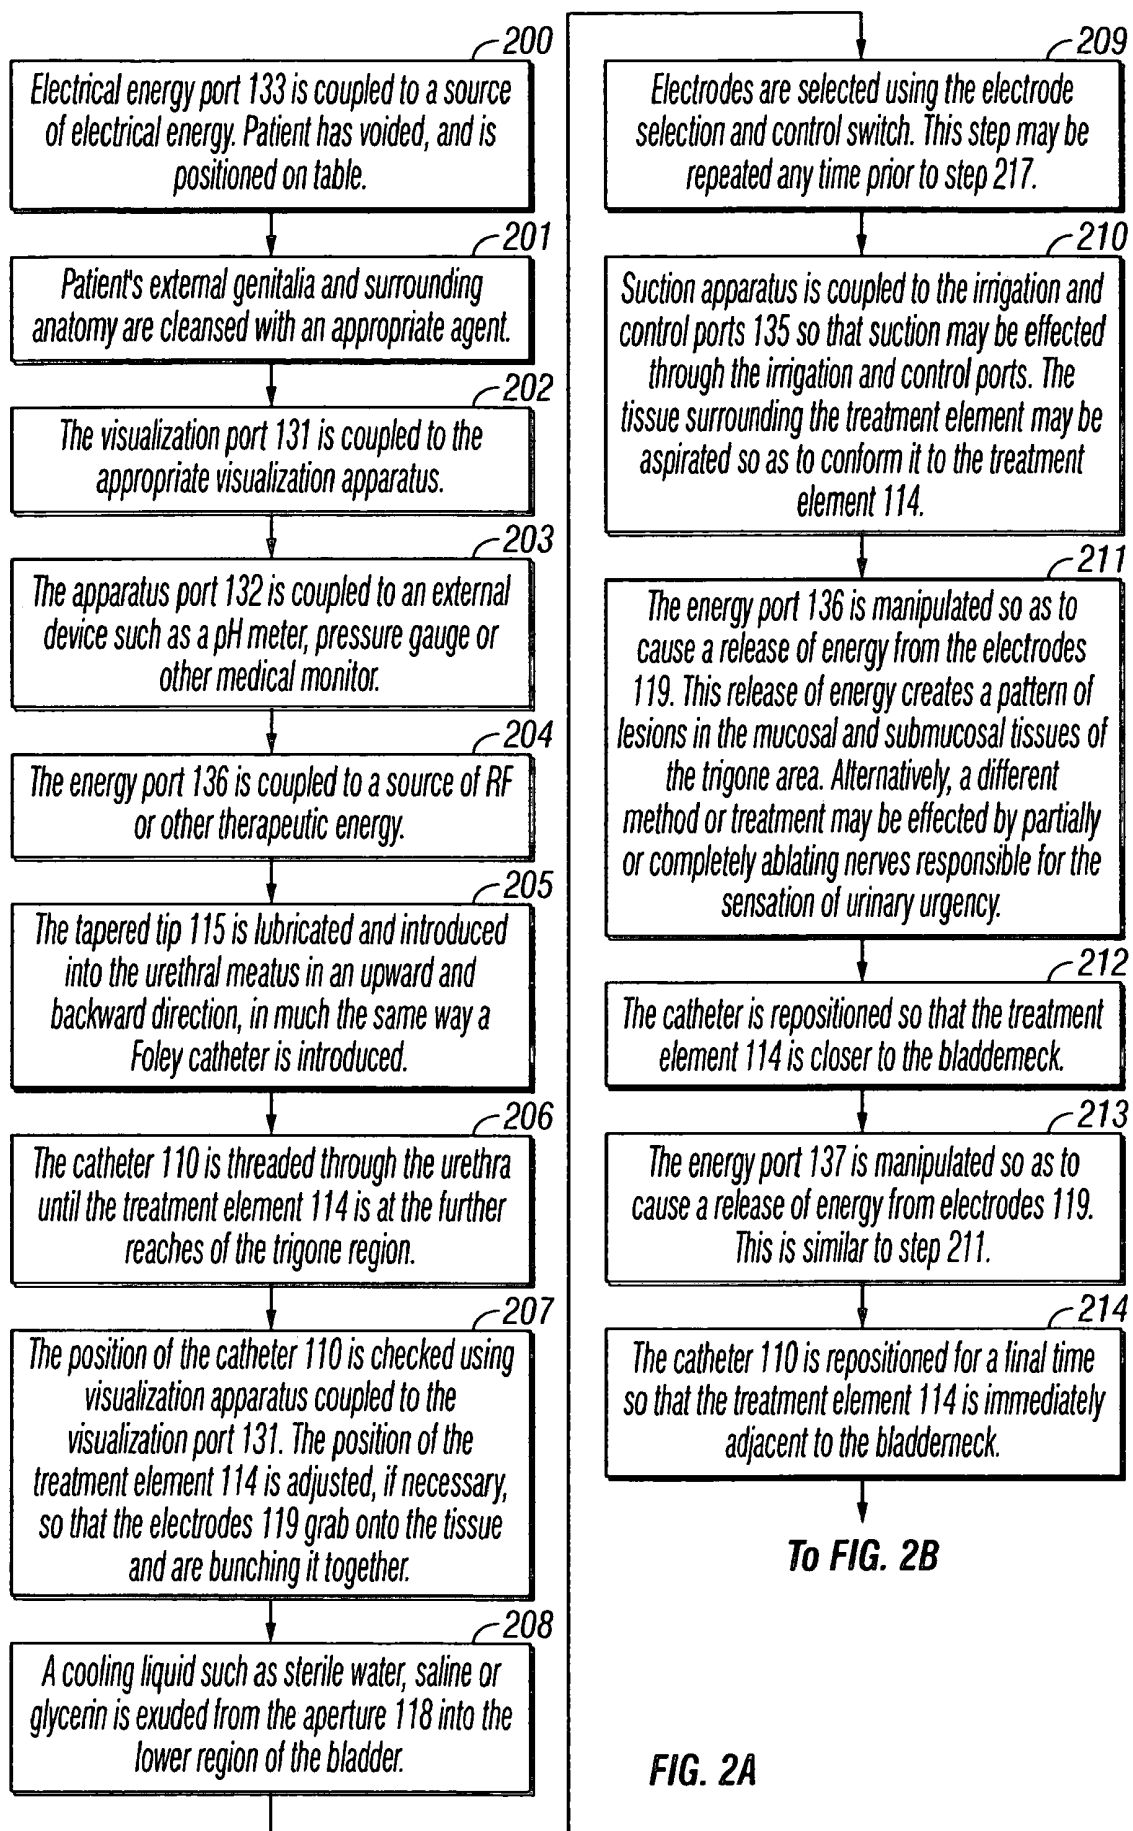 200
Electrical energy port 133 is coupled to a source
of electrical energy. Patient has voided, and is
positioned on table.
201
Patient's external genitalia and surrounding
anatomy are cleansed with an appropriate agent.
202
The visualization port 131 is coupled to the
appropriate visualization apparatus.
203
The apparatus port 132 is coupled to an external
device such as a pH meter, pressure gauge or
other medical monitor.
204
The energy port 136 is coupled to a source of RF
or other therapeutic energy.
205
The tapered tip 115 is lubricated and introduced
into the urethral meatus in an upward and
backward direction, in much the same way a
Foley catheter is introduced.
206
The catheter 110 is threaded through the urethra
until the treatment element 114 is at the further
reaches of the trigone region.
207
The position of the catheter 110 is checked using
visualization apparatus coupled to the
visualization port 131. The position of the
treatment element 114 is adjusted, if necessary,
so that the electrodes 119 grab onto the tissue
and are bunching it together.
208
A cooling liquid such as sterile water, saline or
glycerin is exuded from the aperture 118 into the
lower region of the bladder.
209
Electrodes are selected using the electrode
selection and control switch. This step may be
repeated any time prior to step 217.
210
Suction apparatus is coupled to the irrigation and
control ports 135 so that suction may be effected
through the irrigation and control ports. The
tissue surrounding the treatment element may be
aspirated so as to conform it to the treatment
element 114.
211
The energy port 136 is manipulated so as to
cause a release of energy from the electrodes
119. This release of energy creates a pattern of
lesions in the mucosal and submucosal tissues of
the trigone area. Alternatively, a different
method or treatment may be effected by partially
or completely ablating nerves responsible for the
sensation of urinary urgency.
212
The catheter is repositioned so that the treatment
element 114 is closer to the bladderneck.
213
The energy port 137 is manipulated so as to
cause a release of energy from electrodes 119.
This is similar to step 211.
214
The catheter 110 is repositioned for a final time
so that the treatment element 114 is immediately
adjacent to the bladderneck.
To FIG. 2B
FIG. 2A